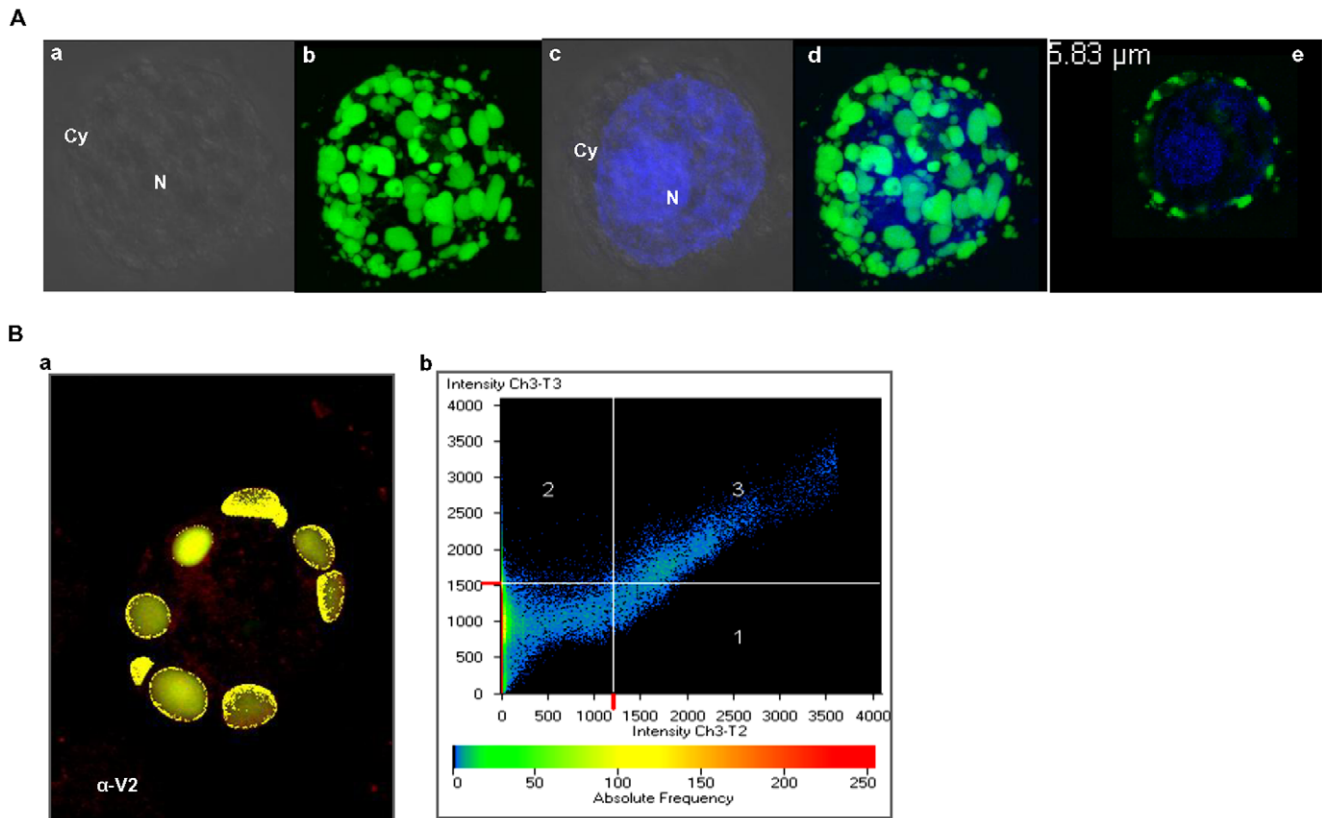 A
a
b
c
d
5.83 µm
e
Cy
N
Cy
N
B
a
b
α-V2
Intensity Ch3-T3
4000
3500
3000
2500
2000
1500
1000
500
0
2
3
1
0 500 1000 1500 2000 2500 3000 3500 4000
Intensity Ch3-T2
0 50 100 150 200 250
Absolute Frequency